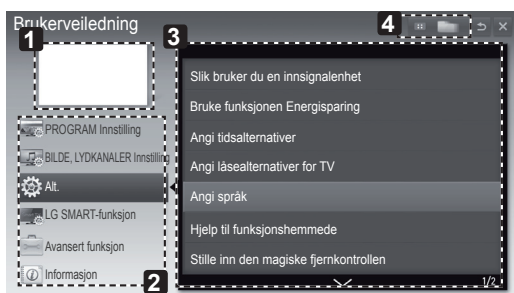 Brukerveiledning
1
2
3
4
PROGRAM Innstilling
BILDE, LYDKANALER Innstilling
Alt.
LG SMART-funksjon
Avansert funksjon
Informasjon
Slik bruker du en innsignalenhet
Bruke funksjonen Energisparing
Angi tidsalternativer
Angi låsealternativer for TV
Angi språk
Hjelp til funksjonshemmede
Stille inn den magiske fjernkontrollen
1/2